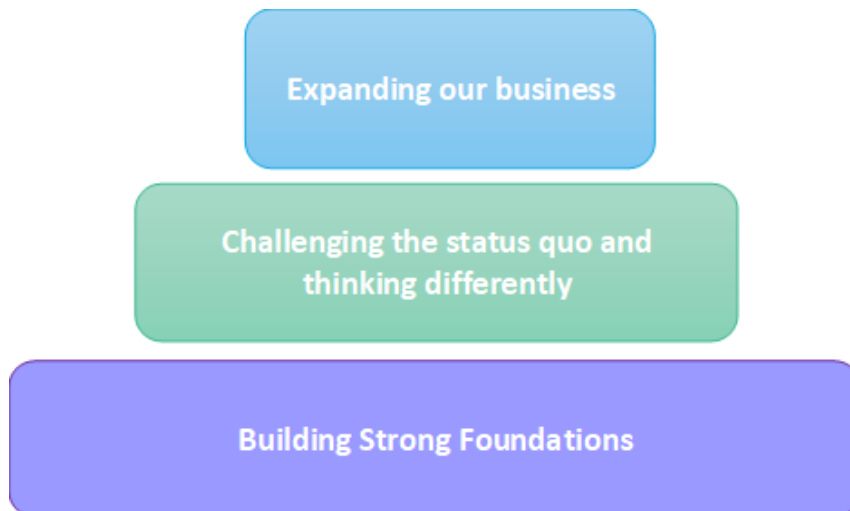 Expanding our business
Challenging the status quo and
thinking differently
Building Strong Foundations